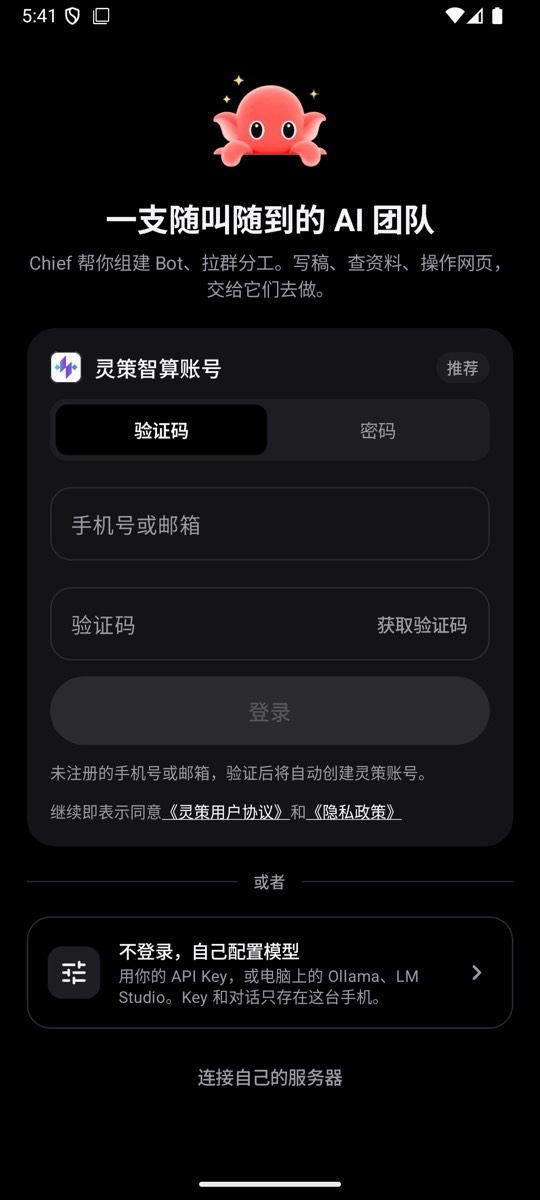 5:41
一支随叫随到的 AI 团队
Chief 帮你组建 Bot、拉群分工。写稿、查资料、操作网页，
交给它们去做。
灵策智算账号
推荐
验证码
密码
手机号或邮箱
验证码
获取验证码
登录
未注册的手机号或邮箱，验证后将自动创建灵策账号。
继续即表示同意《灵策用户协议》和《隐私政策》
或者
不登录，自己配置模型
用你的 API Key，或电脑上的 Ollama、LM
Studio。Key 和对话只存在这台手机。
连接自己的服务器